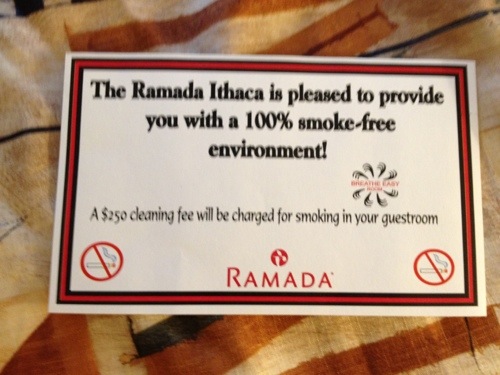 The Ramada Ithaca is pleased to provide
you with a 100% smoke-free
environment!
BREATHE EASY
ROOM
A $250 cleaning fee will be charged for smoking in your guestroom
RAMADA